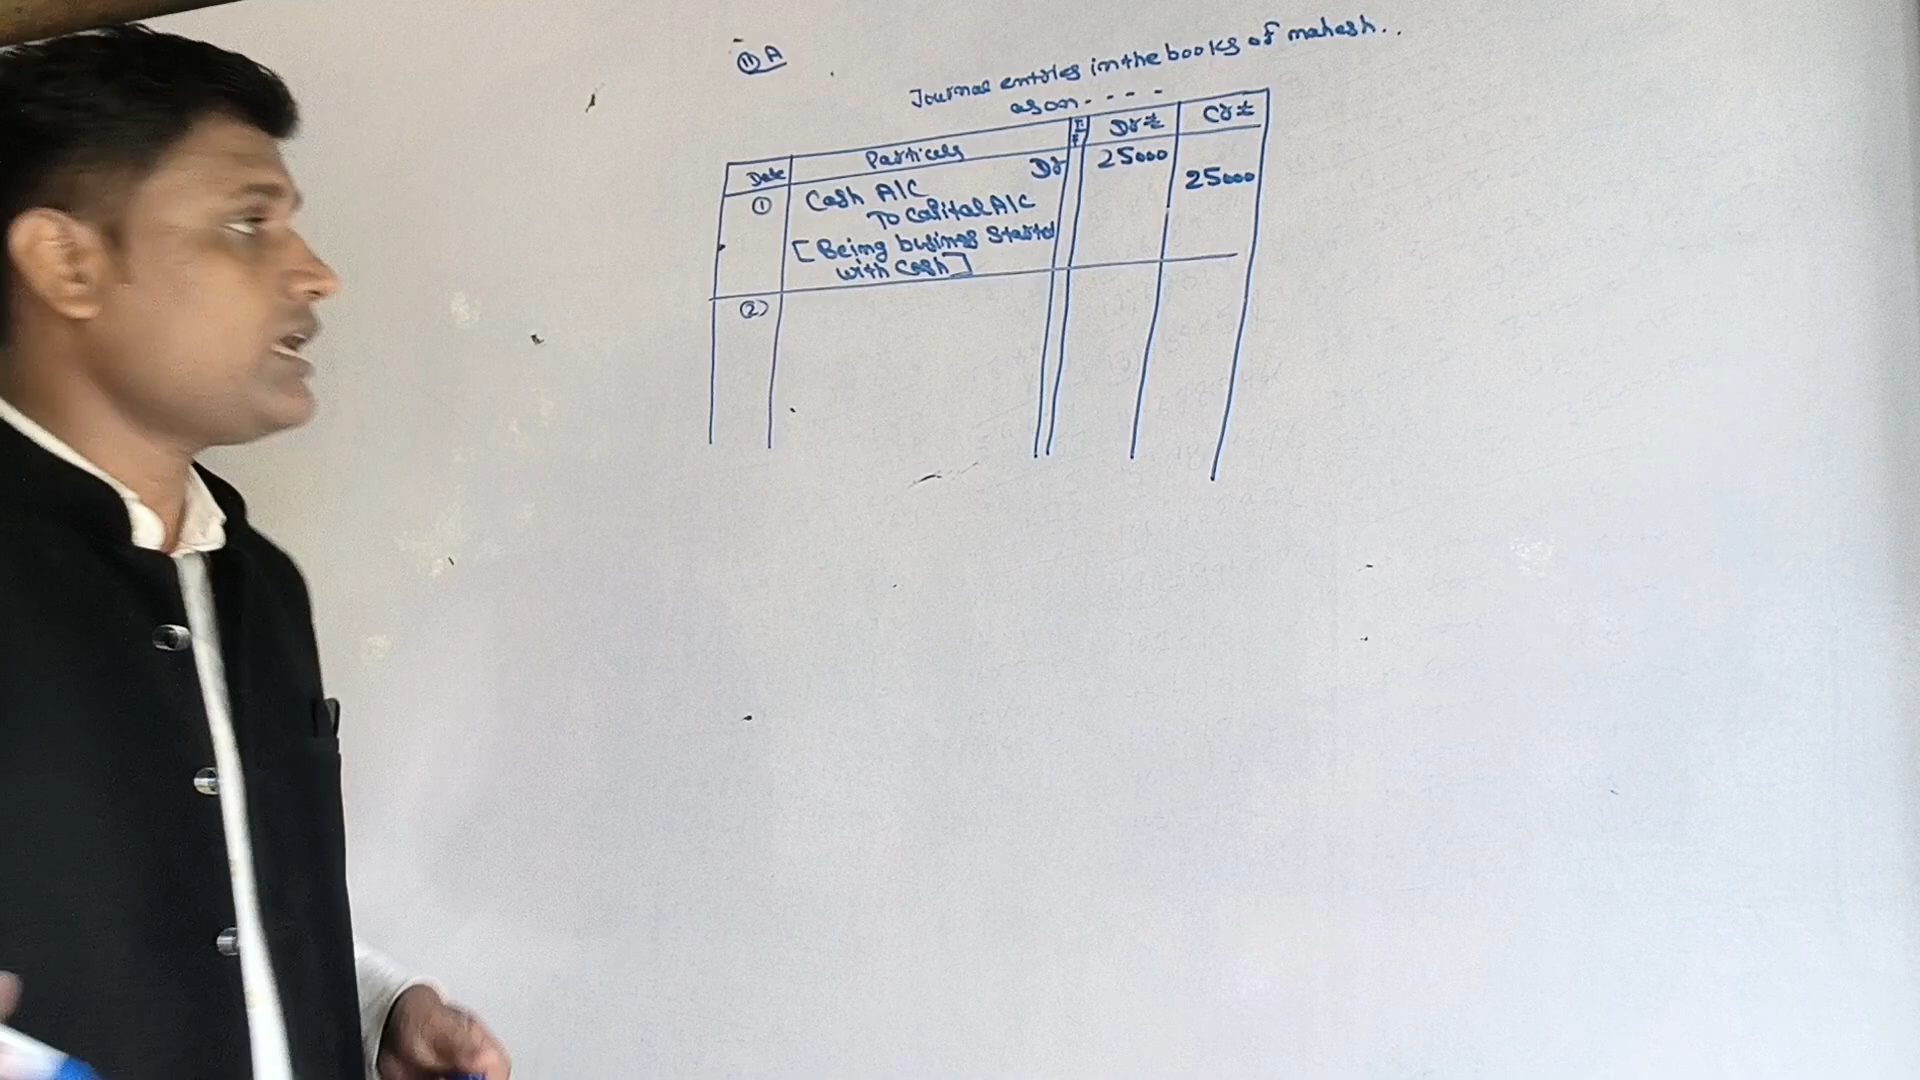 (11) A
Journal entries in the books of mahesh..
as on - - - -
Date Particuls L F Dr ₹ Cr ₹
① Cash A/C Dr 25000
To Capital A/C 25000
[Being business Started
with Cash]
②